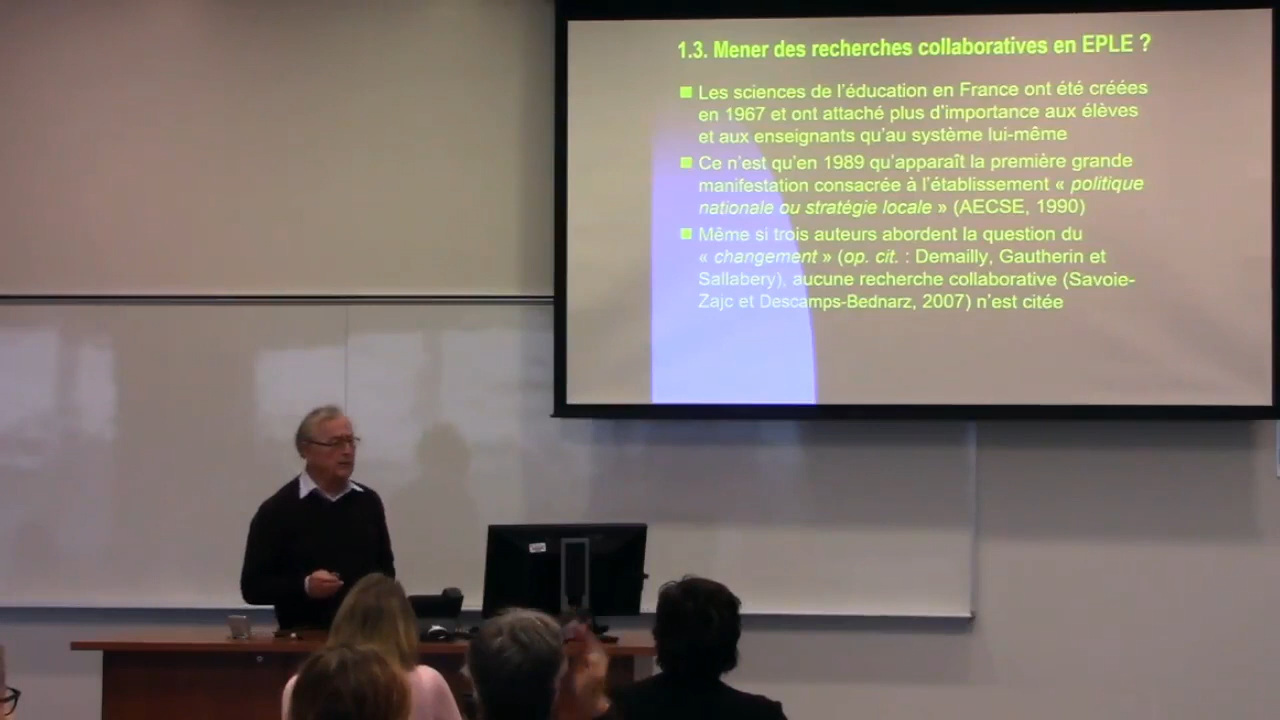 1.3. Mener des recherches collaboratives en EPLE ?
■ Les sciences de l'éducation en France ont été créées
en 1967 et ont attaché plus d'importance aux élèves
et aux enseignants qu'au système lui-même
■ Ce n'est qu'en 1989 qu'apparaît la première grande
manifestation consacrée à l'établissement « politique
nationale ou stratégie locale » (AECSE, 1990)
■ Même si trois auteurs abordent la question du
« changement » (op. cit. : Demailly, Gautherin et
Sallabery), aucune recherche collaborative (Savoie-
Zajc et Descamps-Bednarz, 2007) n'est citée